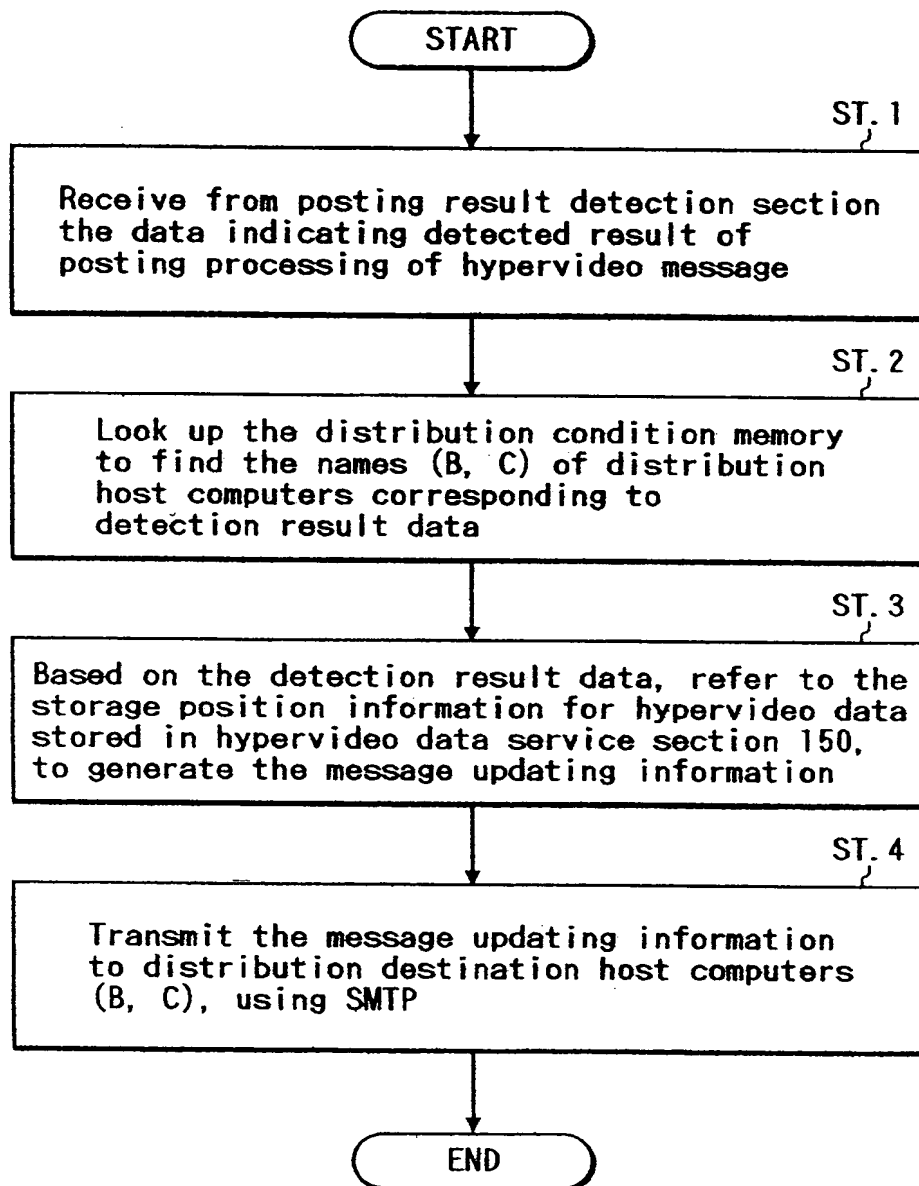 START
ST. 1
Receive from posting result detection section
the data indicating detected result of
posting processing of hypervideo message
ST. 2
Look up the distribution condition memory
to find the names (B, C) of distribution
host computers corresponding to
detection result data
ST. 3
Based on the detection result data, refer to the
storage position information for hypervideo data
stored in hypervideo data service section 150,
to generate the message updating information
ST. 4
Transmit the message updating information
to distribution destination host computers
(B, C), using SMTP
END